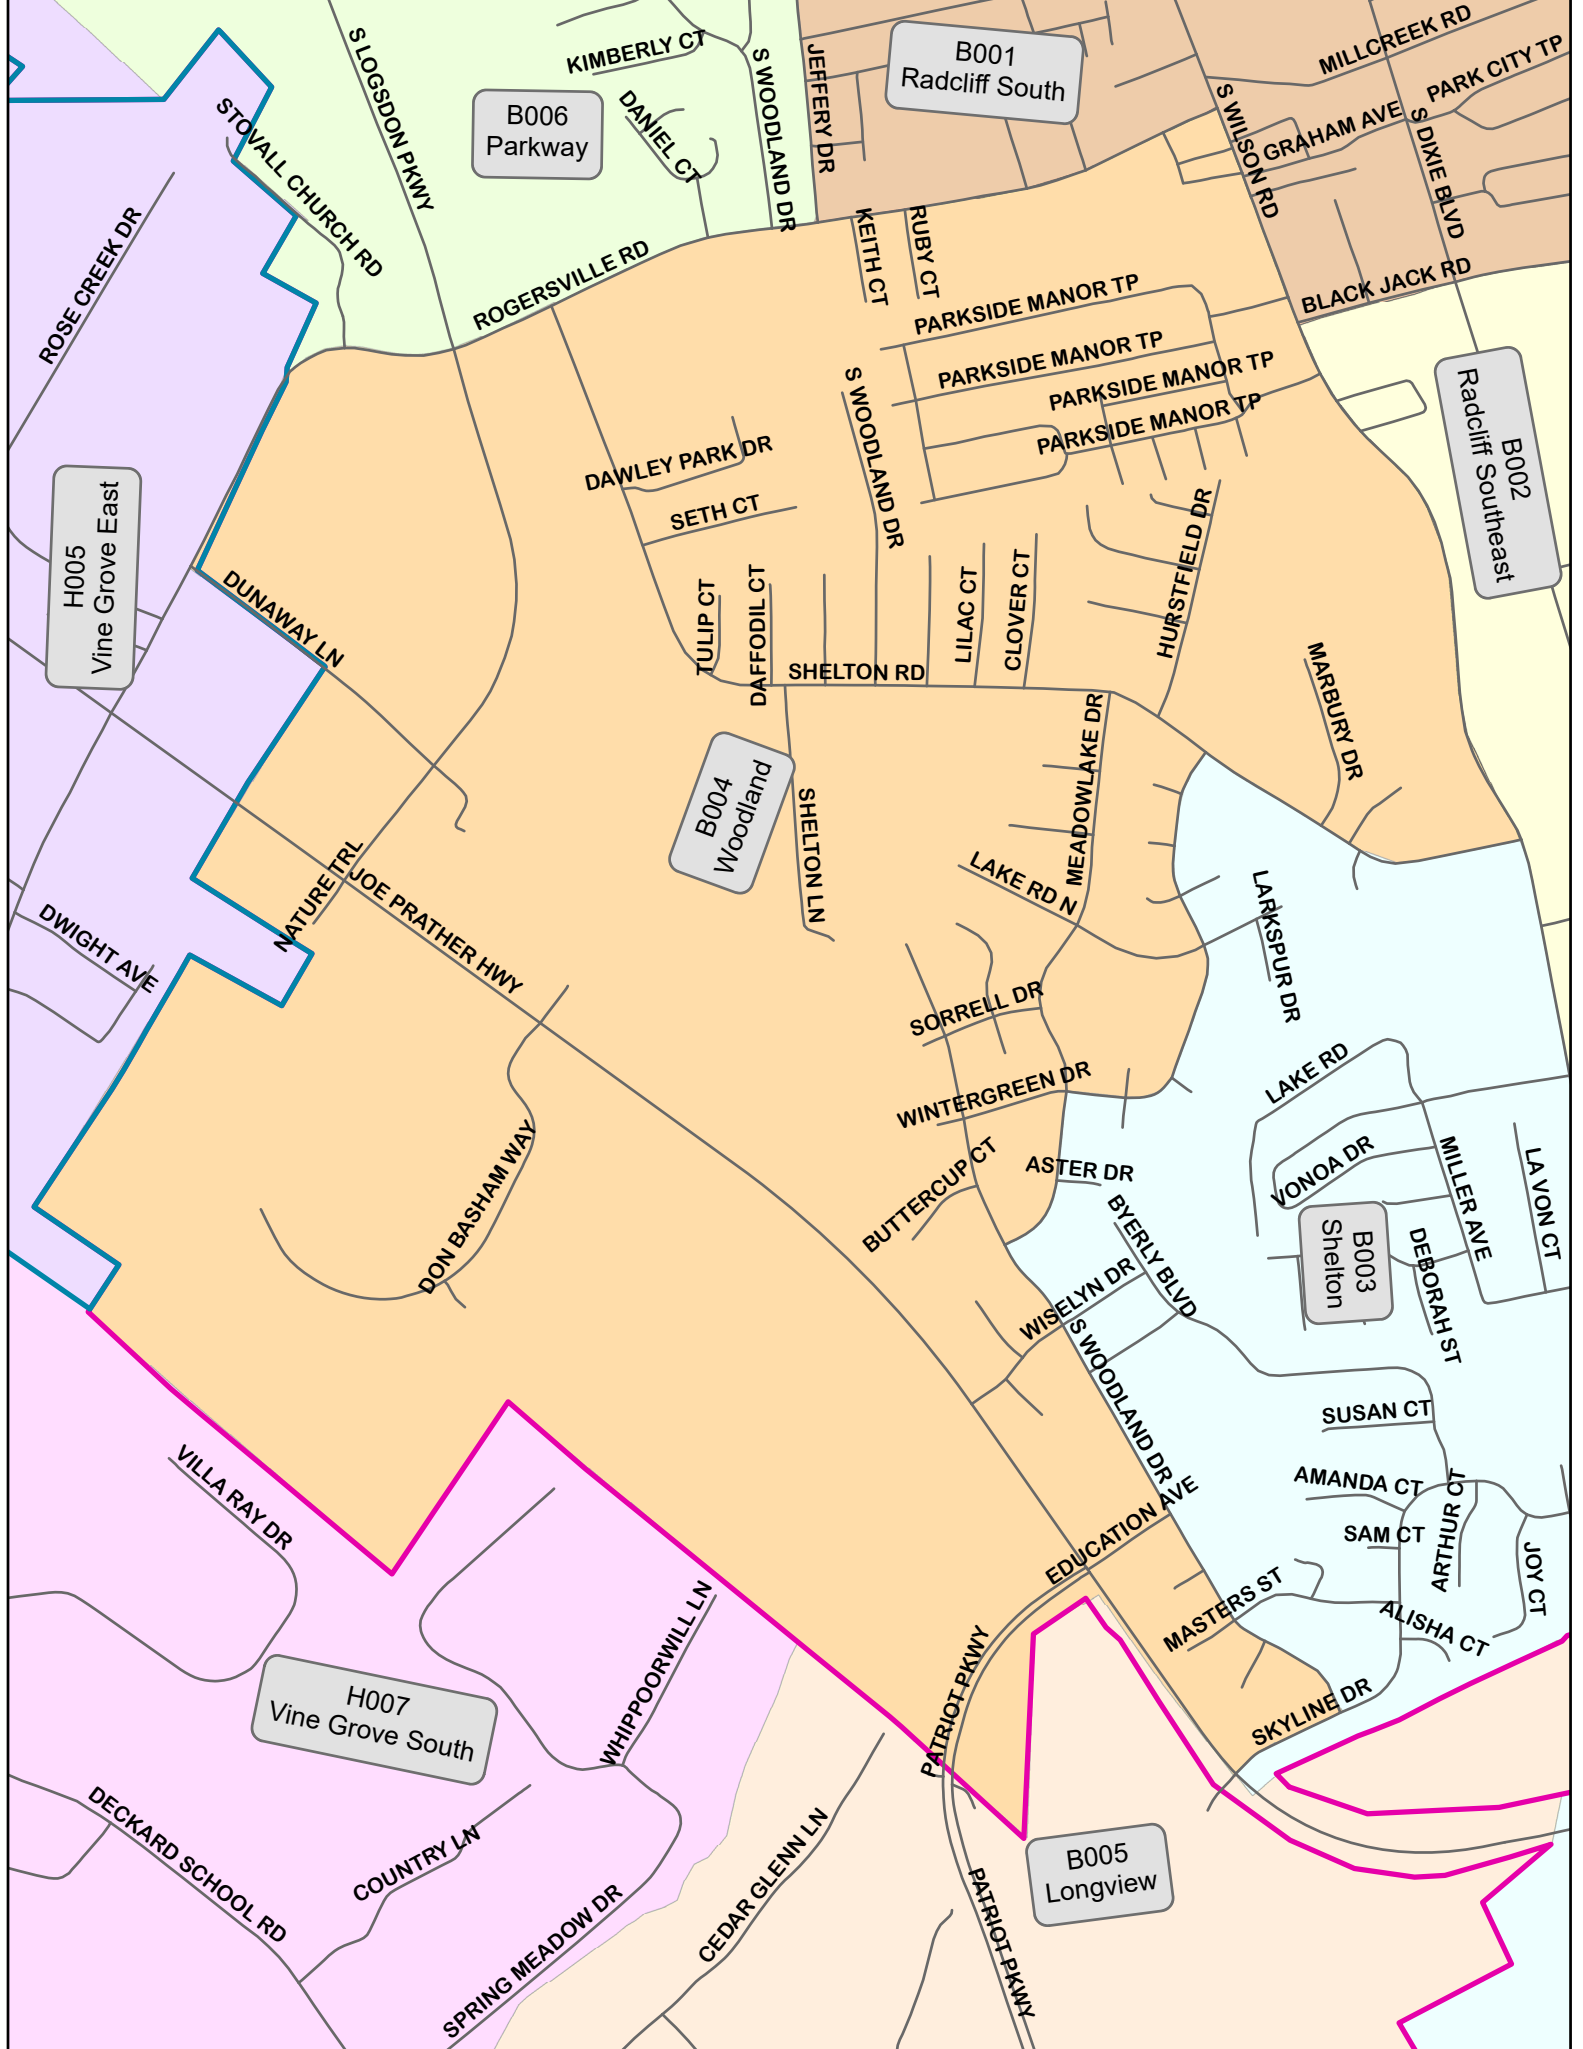 MILLCREEK RD
PARK CITY TP
S LOGSDON PKWY
KIMBERLY CT
S WOODLAND DR
JEFFERY DR
B001
Radcliff South
B006
Parkway
DANIEL CT
S WILSON RD
GRAHAM AVE
S DIXIE BLVD
STOVALL CHURCH RD
ROSE CREEK DR
ROGERSVILLE RD
KEITH CT
RUBY CT
BLACK JACK RD
PARKSIDE MANOR TP
PARKSIDE MANOR TP
PARKSIDE MANOR TP
PARKSIDE MANOR TP
B002
Radcliff Southeast
S WOODLAND DR
DAWLEY PARK DR
SETH CT
H005
Vine Grove East
DUNAWAY LN
TULIP CT
DAFFODIL CT
LILAC CT
CLOVER CT
HURSTFIELD DR
SHELTON RD
MARBURY DR
MEADOWLAKE DR
B004
Woodland
SHELTON LN
LAKE RD N
LARKSPUR DR
NATURE TRL
JOE PRATHER HWY
DWIGHT AVE
SORRELL DR
LAKE RD
WINTERGREEN DR
DON BASHAM WAY
BUTTERCUP CT
ASTER DR
VONOA DR
MILLER AVE
LA VON CT
BYERLY BLVD
B003
Shelton
DEBORAH ST
WISELYN DR
S WOODLAND DR
SUSAN CT
VILLA RAY DR
AMANDA CT
ARTHUR CT
EDUCATION AVE
SAM CT
JOY CT
MASTERS ST
ALISHA CT
WHIPPOORWILL LN
PATRIOT PKWY
H007
Vine Grove South
SKYLINE DR
DECKARD SCHOOL RD
COUNTRY LN
CEDAR GLENN LN
B005
Longview
SPRING MEADOW DR
PATRIOT PKWY